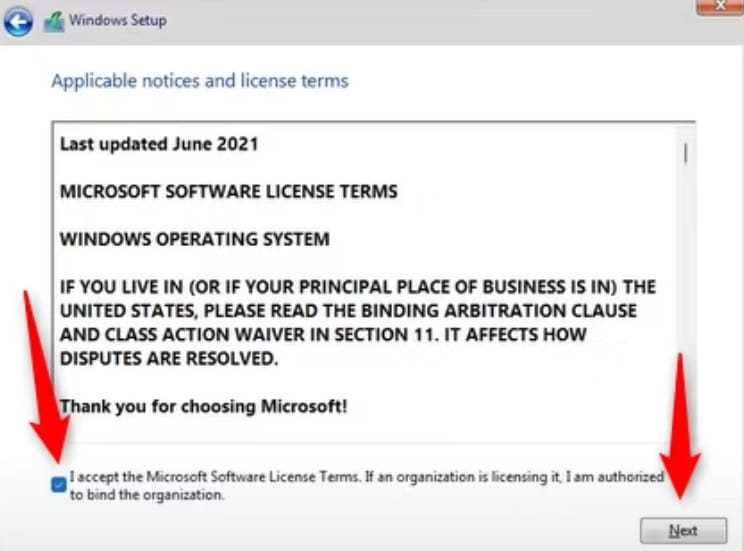 Windows Setup
Applicable notices and license terms
Last updated June 2021
MICROSOFT SOFTWARE LICENSE TERMS
WINDOWS OPERATING SYSTEM
IF YOU LIVE IN (OR IF YOUR PRINCIPAL PLACE OF BUSINESS IS IN) THE
UNITED STATES, PLEASE READ THE BINDING ARBITRATION CLAUSE
AND CLASS ACTION WAIVER IN SECTION 11. IT AFFECTS HOW
DISPUTES ARE RESOLVED.
Thank you for choosing Microsoft!
I accept the Microsoft Software License Terms. If an organization is licensing it, I am authorized
to bind the organization.
Next